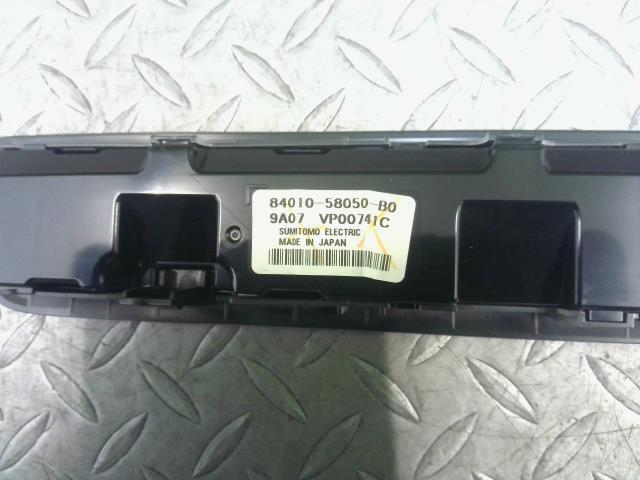 84010-58050-B0
9A07 VP00741C
SUMITOMO ELECTRIC
MADE IN JAPAN